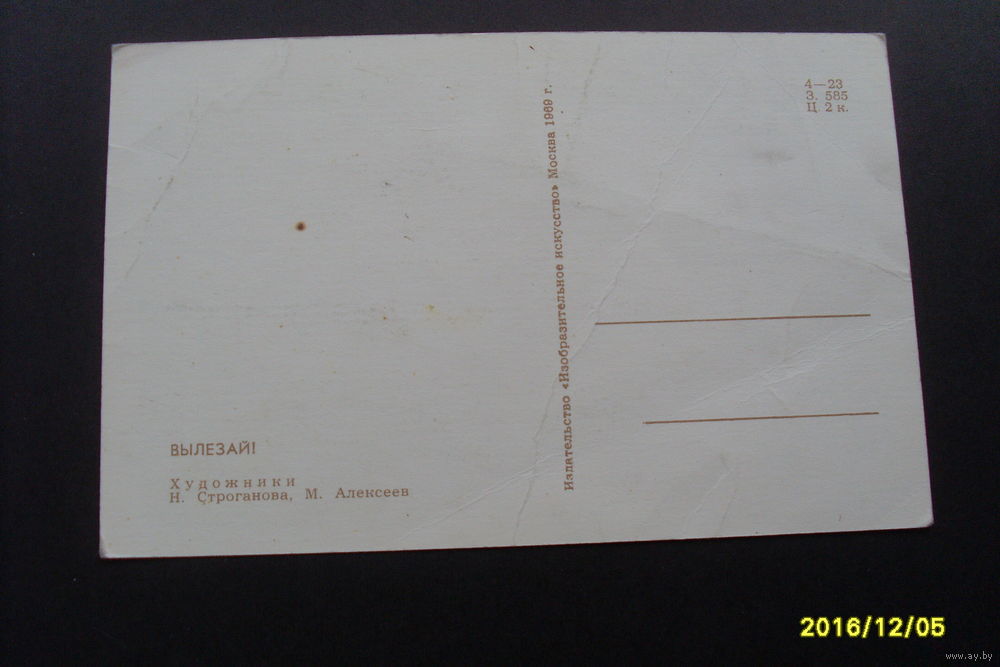 ВЫЛЕЗАЙ!
Художники
Н. Строганова, М. Алексеев
Издательство «Изобразительное искусство» Москва 1969 г.
4—23
З. 585
Ц 2 к.
2016/12/05
www.ay.by